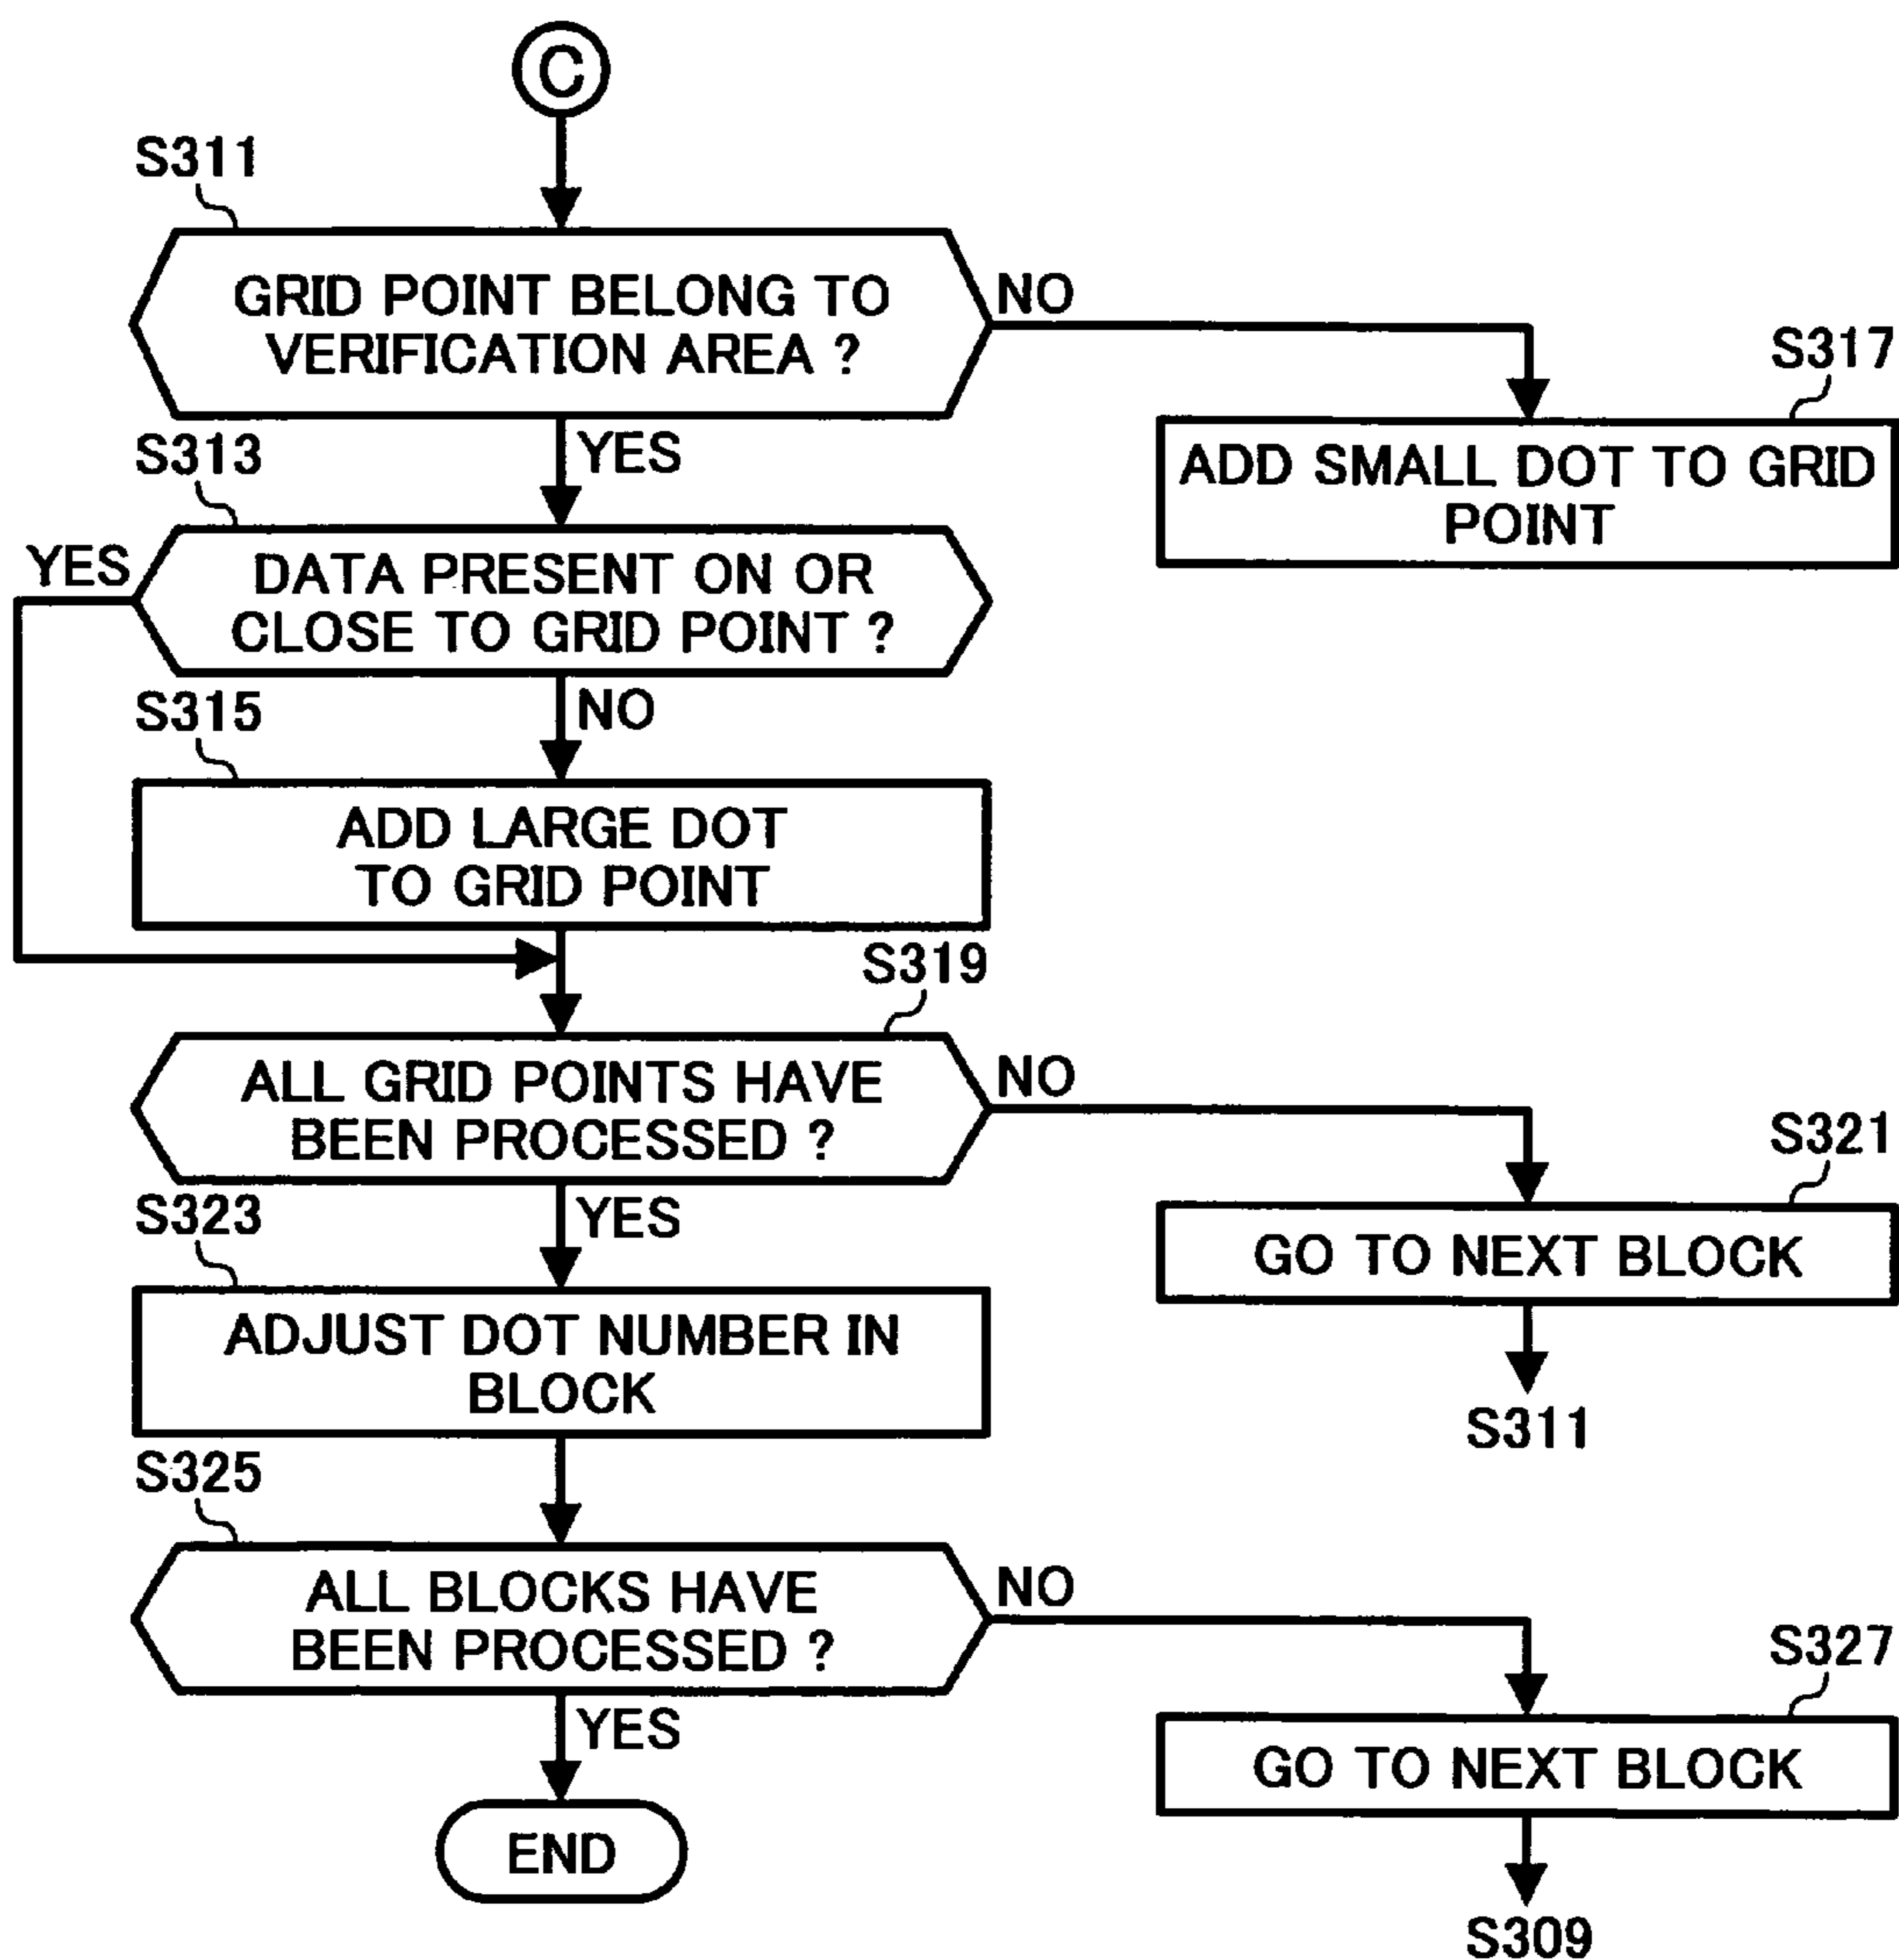 C
S311
GRID POINT BELONG TO
VERIFICATION AREA ?
NO
S317
ADD SMALL DOT TO GRID
POINT
YES
S313
YES
DATA PRESENT ON OR
CLOSE TO GRID POINT ?
NO
S315
ADD LARGE DOT
TO GRID POINT
S319
ALL GRID POINTS HAVE
BEEN PROCESSED ?
NO
S321
GO TO NEXT BLOCK
S311
YES
S323
ADJUST DOT NUMBER IN
BLOCK
S325
ALL BLOCKS HAVE
BEEN PROCESSED ?
NO
S327
GO TO NEXT BLOCK
S309
YES
END